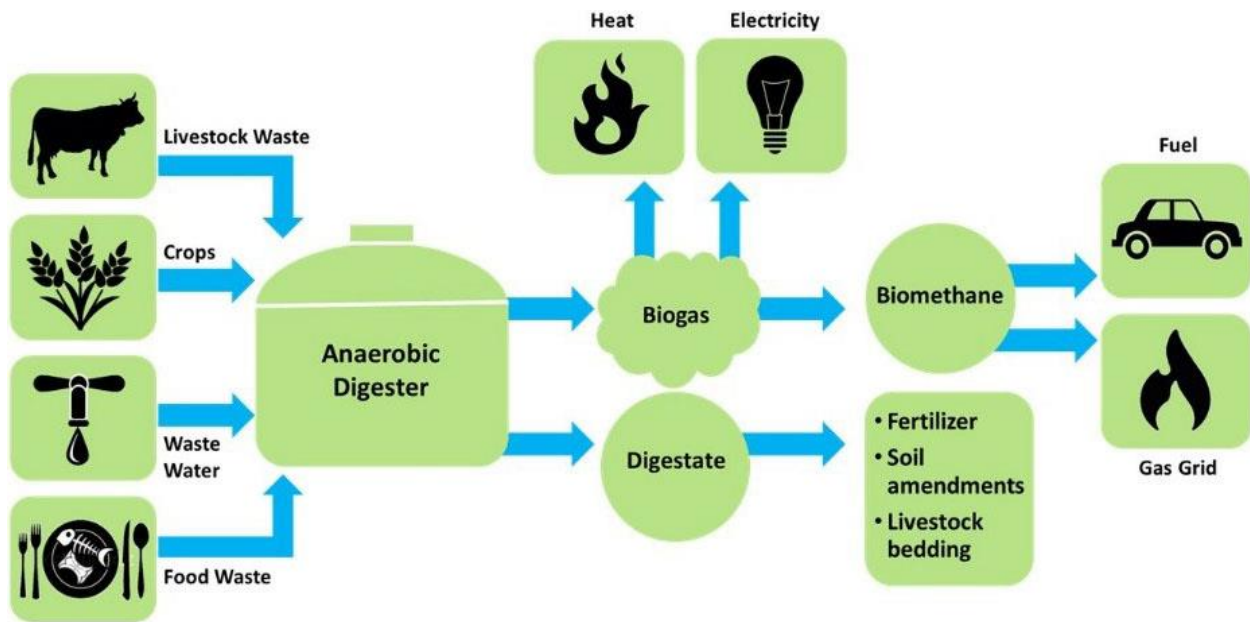 Heat
Electricity
Livestock Waste
Crops
Waste
Water
Food Waste
Anaerobic
Digester
Biogas
Digestate
Biomethane
• Fertilizer
• Soil
amendments
• Livestock
bedding
Fuel
Gas Grid